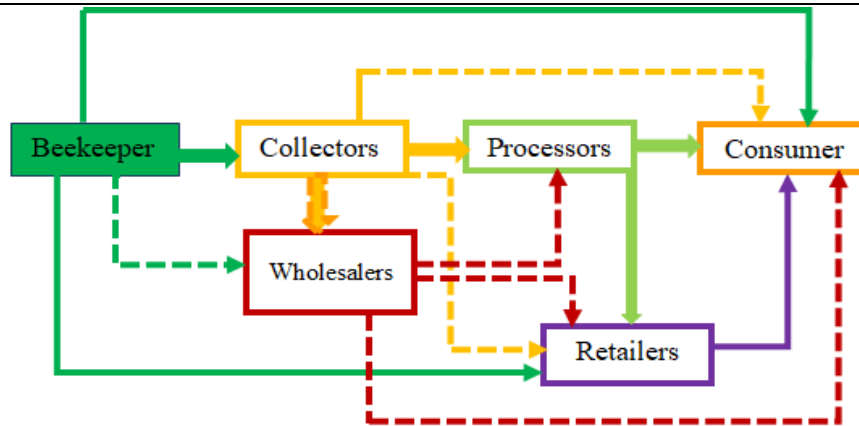 Beekeeper
Collectors
Processors
Consumer
Wholesalers
Retailers